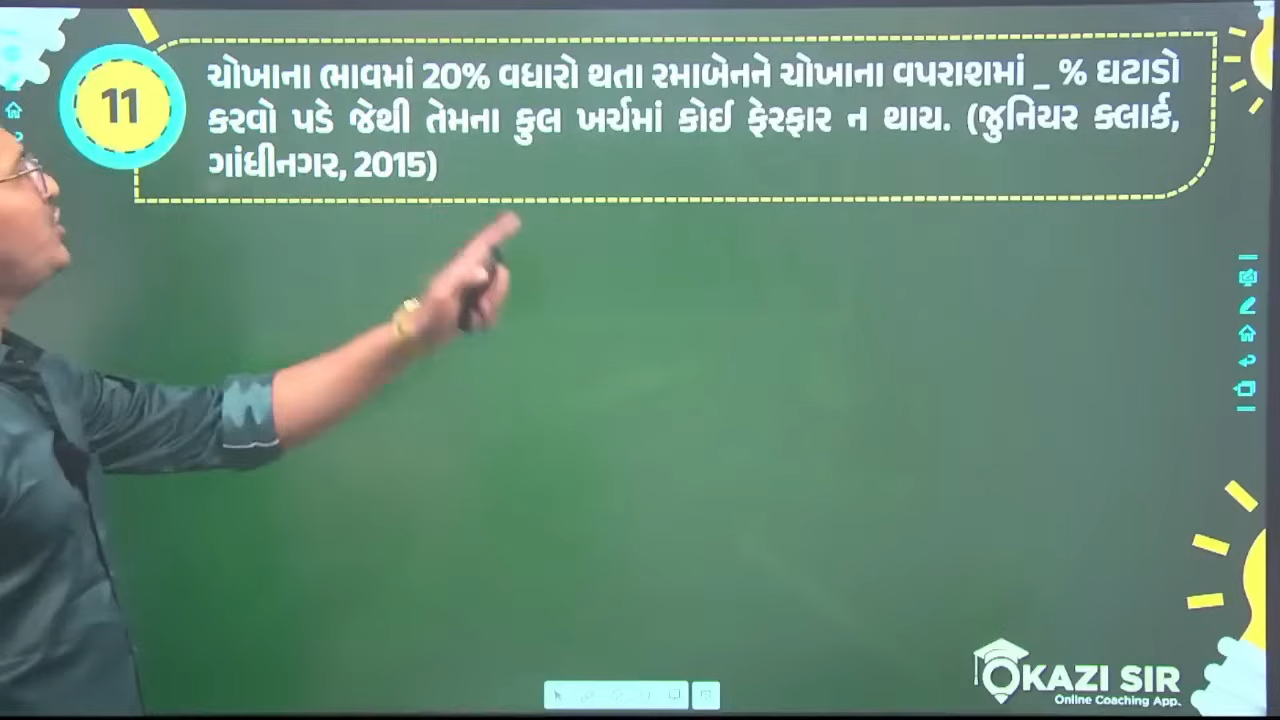 11
ચોખાના ભાવમાં 20% વધારો થતા રમાબેનને ચોખાના વપરાશમાં _ % ઘટાડો
કરવો પડે જેથી તેમના કુલ ખર્ચમાં કોઈ ફેરફાર ન થાય. (જુનિયર કલાર્ક,
ગાંધીનગર, 2015)
KAZI SIR
Online Coaching App.